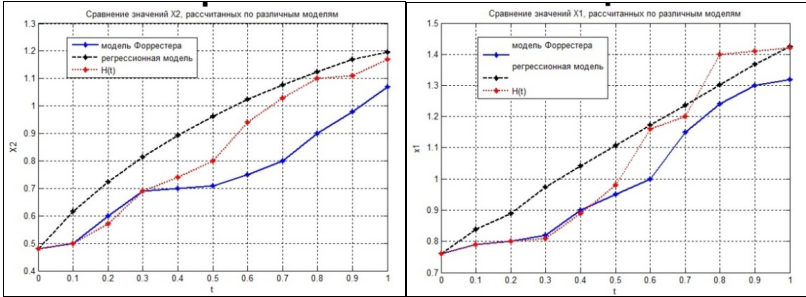 Сравнение значений X2, рассчитанных по различным моделям
модель Форрестера
регрессионная модель
H(t)
X2
1.3
1.2
1.1
1
0.9
0.8
0.7
0.6
0.5
0.4
0 0.1 0.2 0.3 0.4 0.5 0.6 0.7 0.8 0.9 1
t
Сравнение значений X1, рассчитанных по различным моделям
модель Форрестера
регрессионная модель
H(t)
x1
1.5
1.4
1.3
1.2
1.1
1
0.9
0.8
0.7
0 0.1 0.2 0.3 0.4 0.5 0.6 0.7 0.8 0.9 1
t